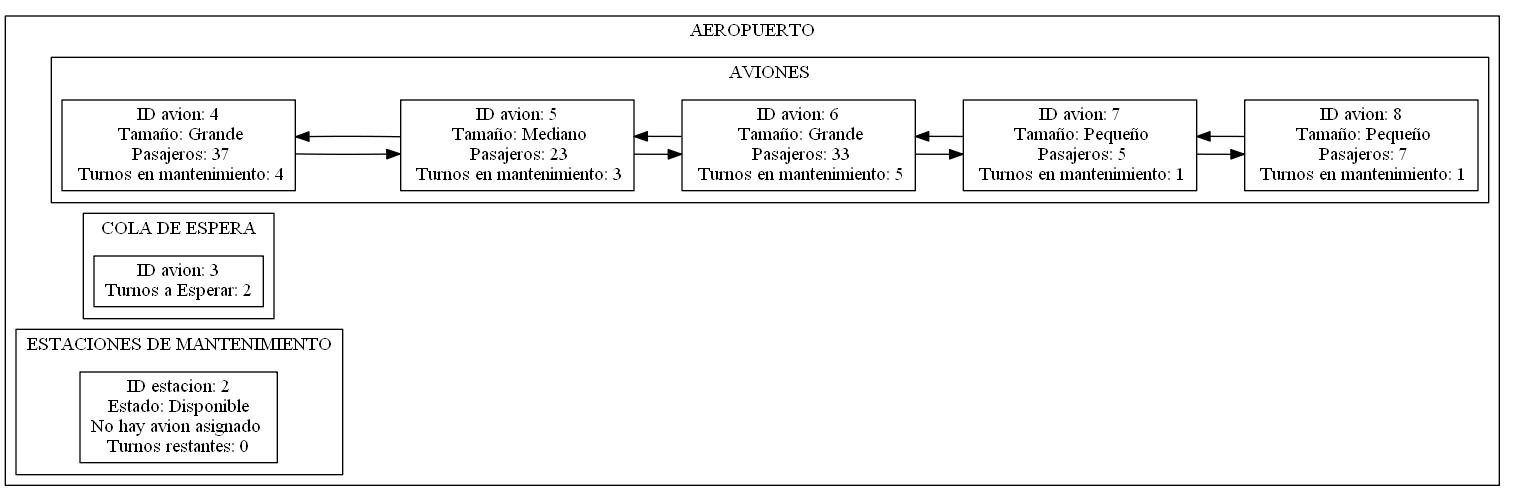 AEROPUERTO
AVIONES
ID avion: 4
Tamaño: Grande
Pasajeros: 37
Turnos en mantenimiento: 4
ID avion: 5
Tamaño: Mediano
Pasajeros: 23
Turnos en mantenimiento: 3
ID avion: 6
Tamaño: Grande
Pasajeros: 33
Turnos en mantenimiento: 5
ID avion: 7
Tamaño: Pequeño
Pasajeros: 5
Turnos en mantenimiento: 1
ID avion: 8
Tamaño: Pequeño
Pasajeros: 7
Turnos en mantenimiento: 1
COLA DE ESPERA
ID avion: 3
Turnos a Esperar: 2
ESTACIONES DE MANTENIMIENTO
ID estacion: 2
Estado: Disponible
No hay avion asignado
Turnos restantes: 0